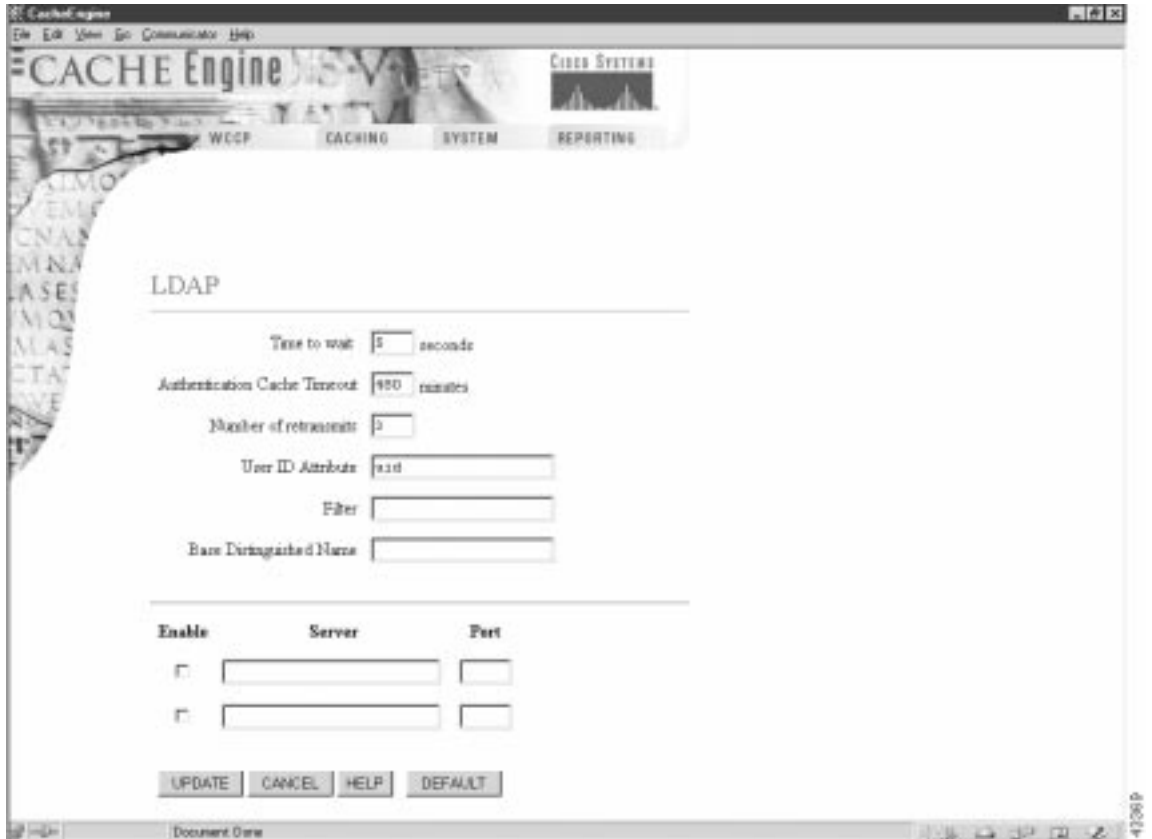 CacheEngine
File Edit View Go Communicator Help
CACHE Engine
CISCO SYSTEMS
WCCP CACHING SYSTEM REPORTING
LDAP
Time to wait 5 seconds
Authentication Cache Timeout 480 minutes
Number of retransmits
User ID Attribute uid
Filter
Base Distinguished Name
Enable Server Port
UPDATE CANCEL HELP DEFAULT
Document Done